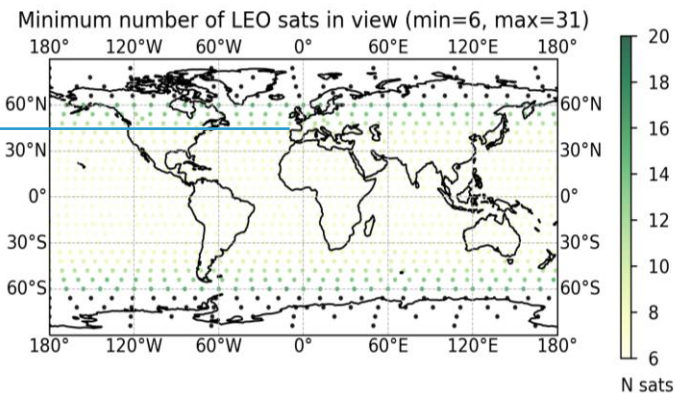 Minimum number of LEO sats in view (min=6, max=31)
180° 120°W 60°W 0° 60°E 120°E 180°
20
18
60°N 60°N
16
30°N 30°N
14
0° 0°
12
30°S 30°S
10
60°S 60°S
8
180° 120°W 60°W 0° 60°E 120°E 180°
6
N sats